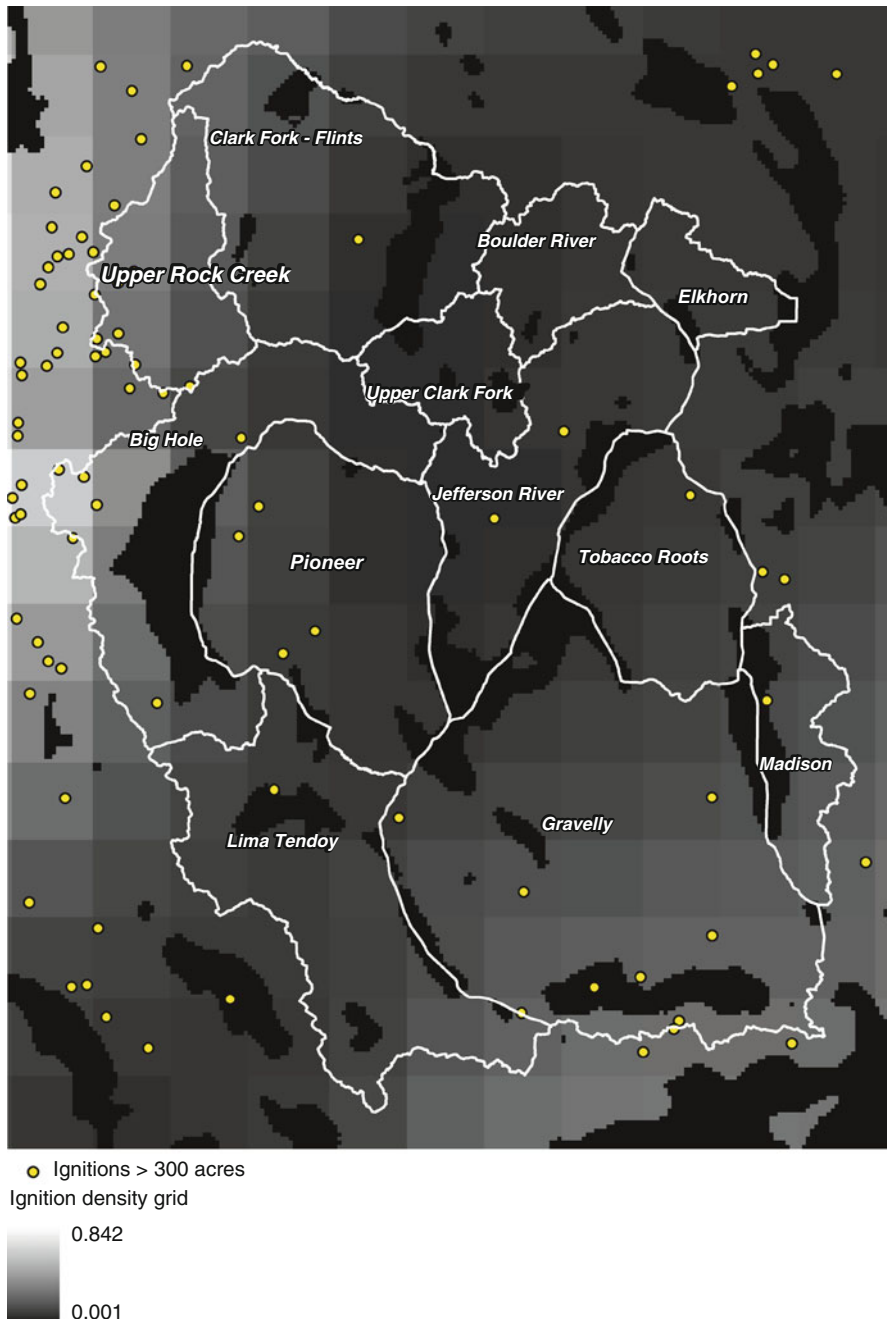 Clark Fork - Flints
Boulder River
Upper Rock Creek
Elkhorn
Upper Clark Fork
Big Hole
Jefferson River
Pioneer
Tobacco Roots
Madison
Gravelly
Lima Tendoy
Ignitions > 300 acres
Ignition density grid
0.842
0.001